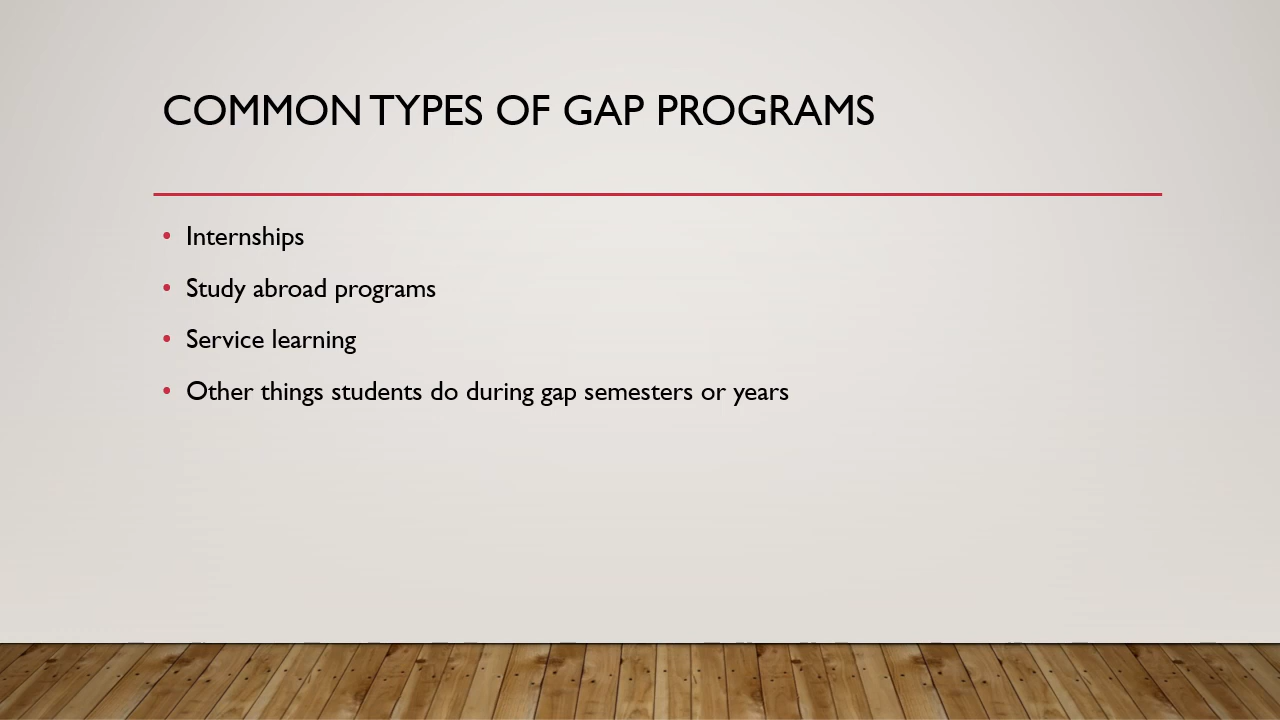 COMMON TYPES OF GAP PROGRAMS
• Internships
• Study abroad programs
• Service learning
• Other things students do during gap semesters or years